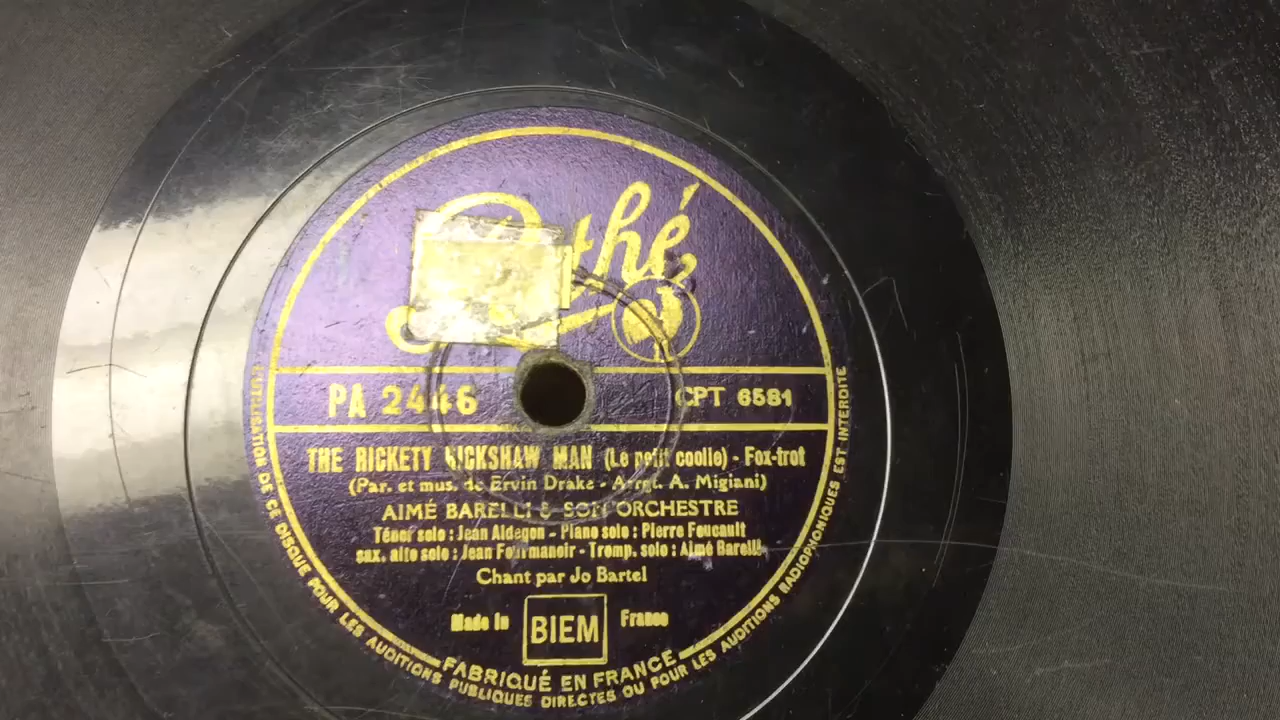 Pathé
PA 2446
CPT 6581
THE RICKETY RICKSHAW MAN (Le petit coolie) - Fox-trot
(Par. et mus. de Ervin Drake - Arrgt. A. Migiani)
AIMÉ BARELLI & SON ORCHESTRE
Ténor solo : Jean Aldegon - Piano solo : Pierre Foucault
sax. alto solo : Jean Fourmanoir - Tromp. solo : Aimé Barelli
Chant par Jo Bartel
Made in
BIEM
France
FABRIQUÉ EN FRANCE
L'UTILISATION DE CE DISQUE POUR LES AUDITIONS PUBLIQUES DIRECTES OU POUR LES AUDITIONS RADIOPHONIQUES EST INTERDITE